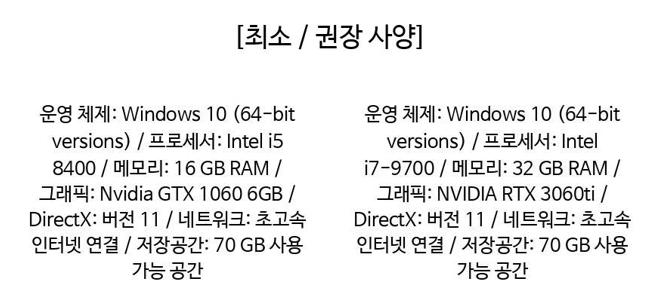 [최소 / 권장 사양]
운영 체제: Windows 10 (64-bit
versions) / 프로세서: Intel i5
8400 / 메모리: 16 GB RAM /
그래픽: Nvidia GTX 1060 6GB /
DirectX: 버전 11 / 네트워크: 초고속
인터넷 연결 / 저장공간: 70 GB 사용
가능 공간
운영 체제: Windows 10 (64-bit
versions) / 프로세서: Intel
i7-9700 / 메모리: 32 GB RAM /
그래픽: NVIDIA RTX 3060ti /
DirectX: 버전 11 / 네트워크: 초고속
인터넷 연결 / 저장공간: 70 GB 사용
가능 공간